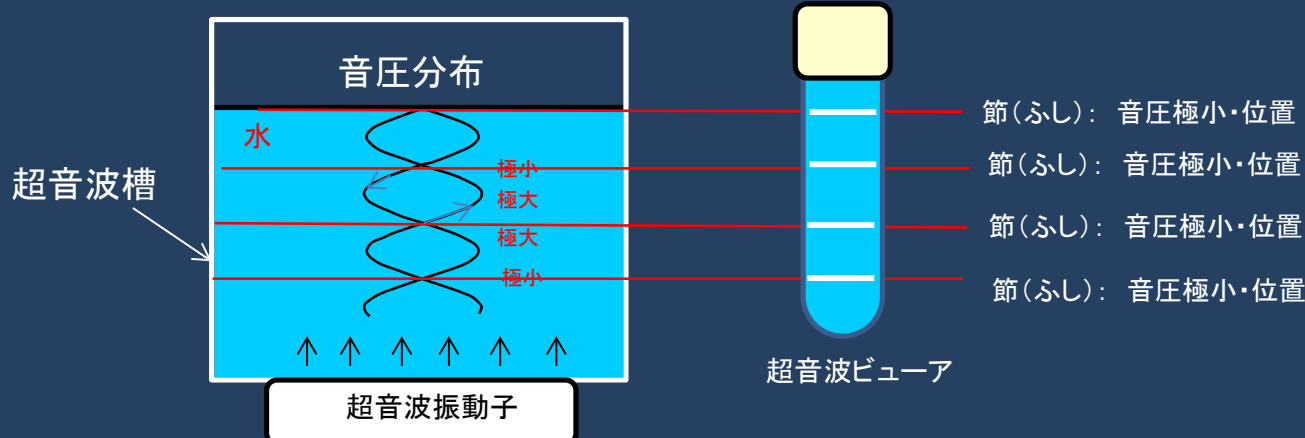 音圧分布
水
超音波槽
極小
極大
極大
極小
超音波振動子
超音波ビューア
節(ふし): 音圧極小・位置
節(ふし): 音圧極小・位置
節(ふし): 音圧極小・位置
節(ふし): 音圧極小・位置